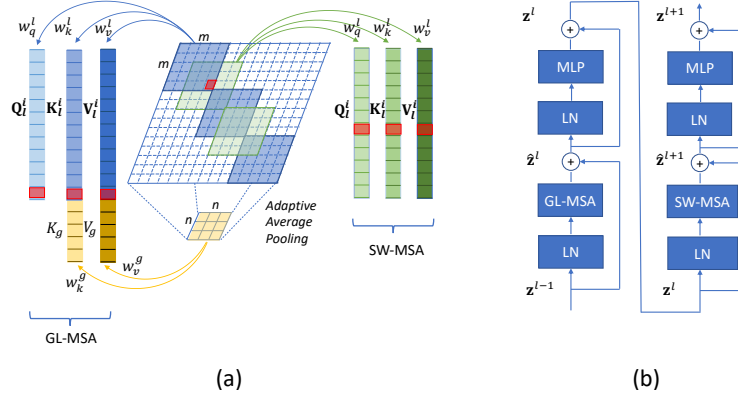 w_q^l w_k^l w_v^l
m
m
Q_l^i K_l^i V_l^i
K_g V_g
w_v^g
w_k^g
GL-MSA
n
n
Adaptive
Average
Pooling
w_q^l w_k^l w_v^l
Q_l^i K_l^i V_l^i
SW-MSA
(a)
z^l
+
MLP
LN
ẑ^l
+
GL-MSA
LN
z^{l-1}
z^{l+1}
+
MLP
LN
ẑ^{l+1}
+
SW-MSA
LN
z^l
(b)